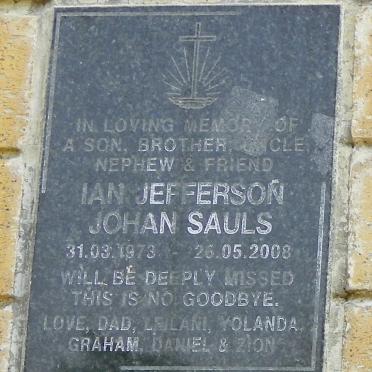 IN LOVING MEMORY OF
A SON, BROTHER, UNCLE
NEPHEW & FRIEND
IAN JEFFERSON
JOHAN SAULS
31.03.1973 - 26.05.2008
WILL BE DEEPLY MISSED
THIS IS NO GOODBYE.
LOVE, DAD, LEILANI, YOLANDA,
GRAHAM, DANIEL & ZION